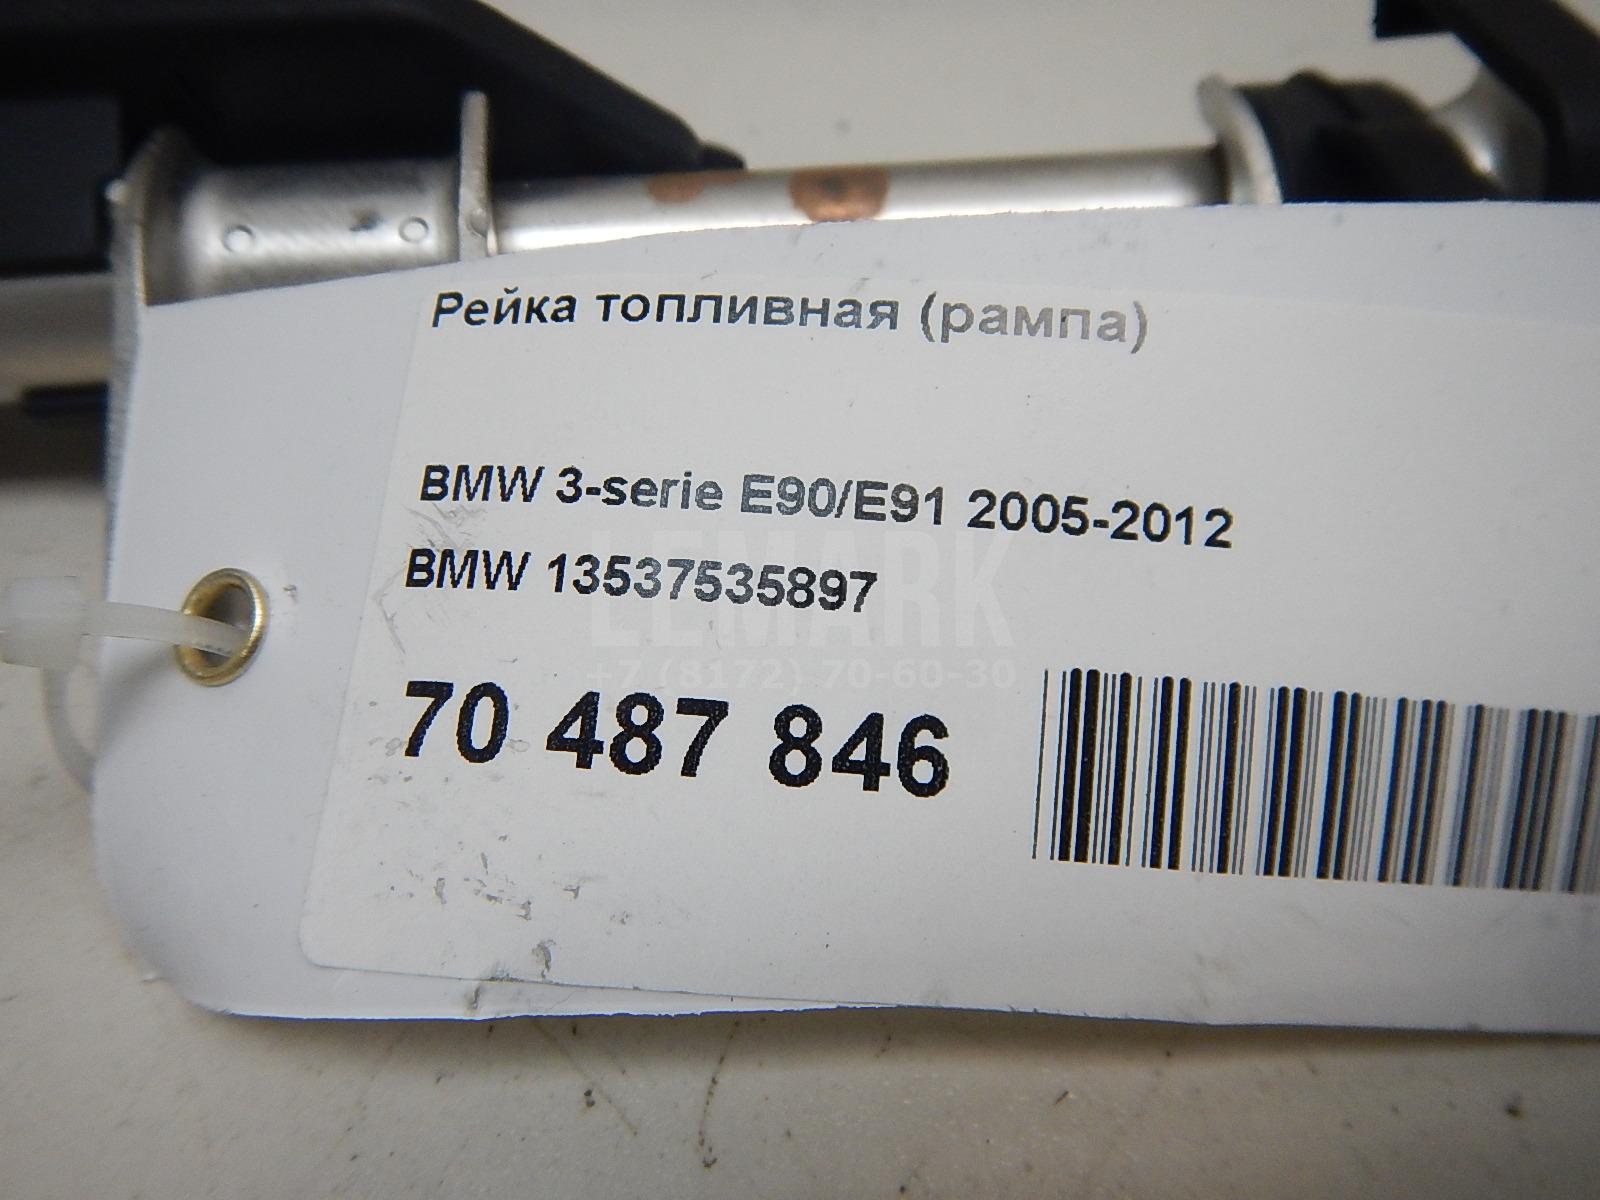 Рейка топливная (рампа)
BMW 3-serie E90/E91 2005-2012
BMW 13537535897
LEMARK
+7 (8172) 70-60-30
70 487 846